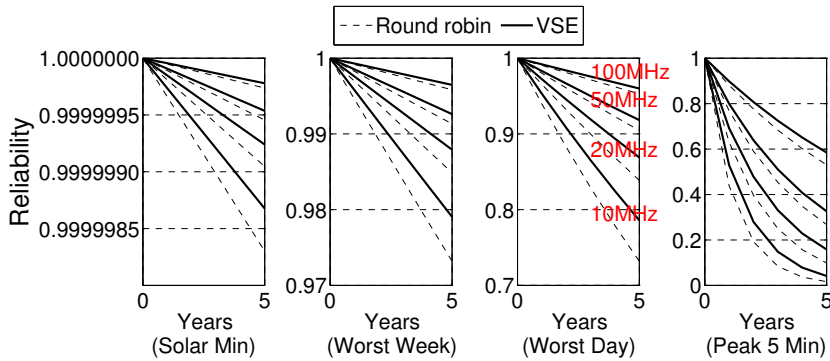 Round robin VSE
Reliability
1.0000000
0.9999995
0.9999990
0.9999985
0 5
Years
(Solar Min)
1
0.99
0.98
0.97
0 5
Years
(Worst Week)
1
0.9
0.8
0.7
100MHz
50MHz
20MHz
10MHz
0 5
Years
(Worst Day)
1
0.8
0.6
0.4
0.2
0
0 5
Years
(Peak 5 Min)